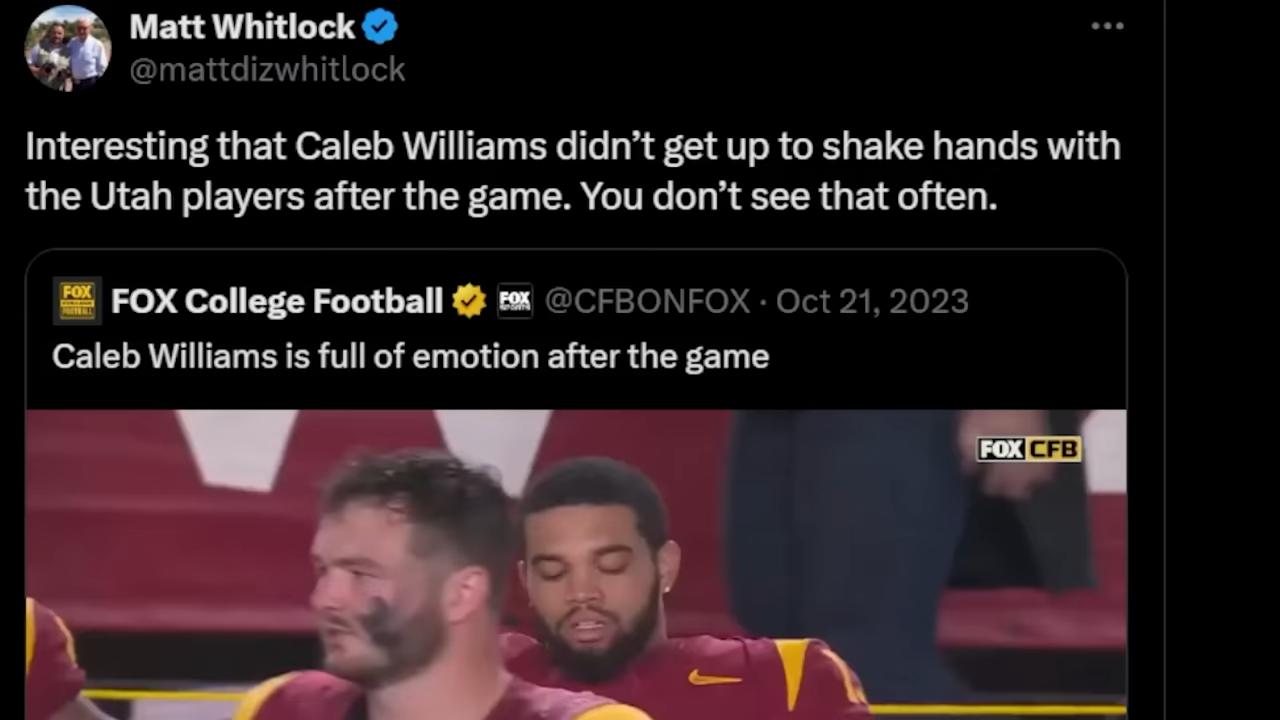 Matt Whitlock
@mattdizwhitlock
Interesting that Caleb Williams didn’t get up to shake hands with
the Utah players after the game. You don’t see that often.
FOX College Football @CFBONFOX · Oct 21, 2023
Caleb Williams is full of emotion after the game
FOX CFB